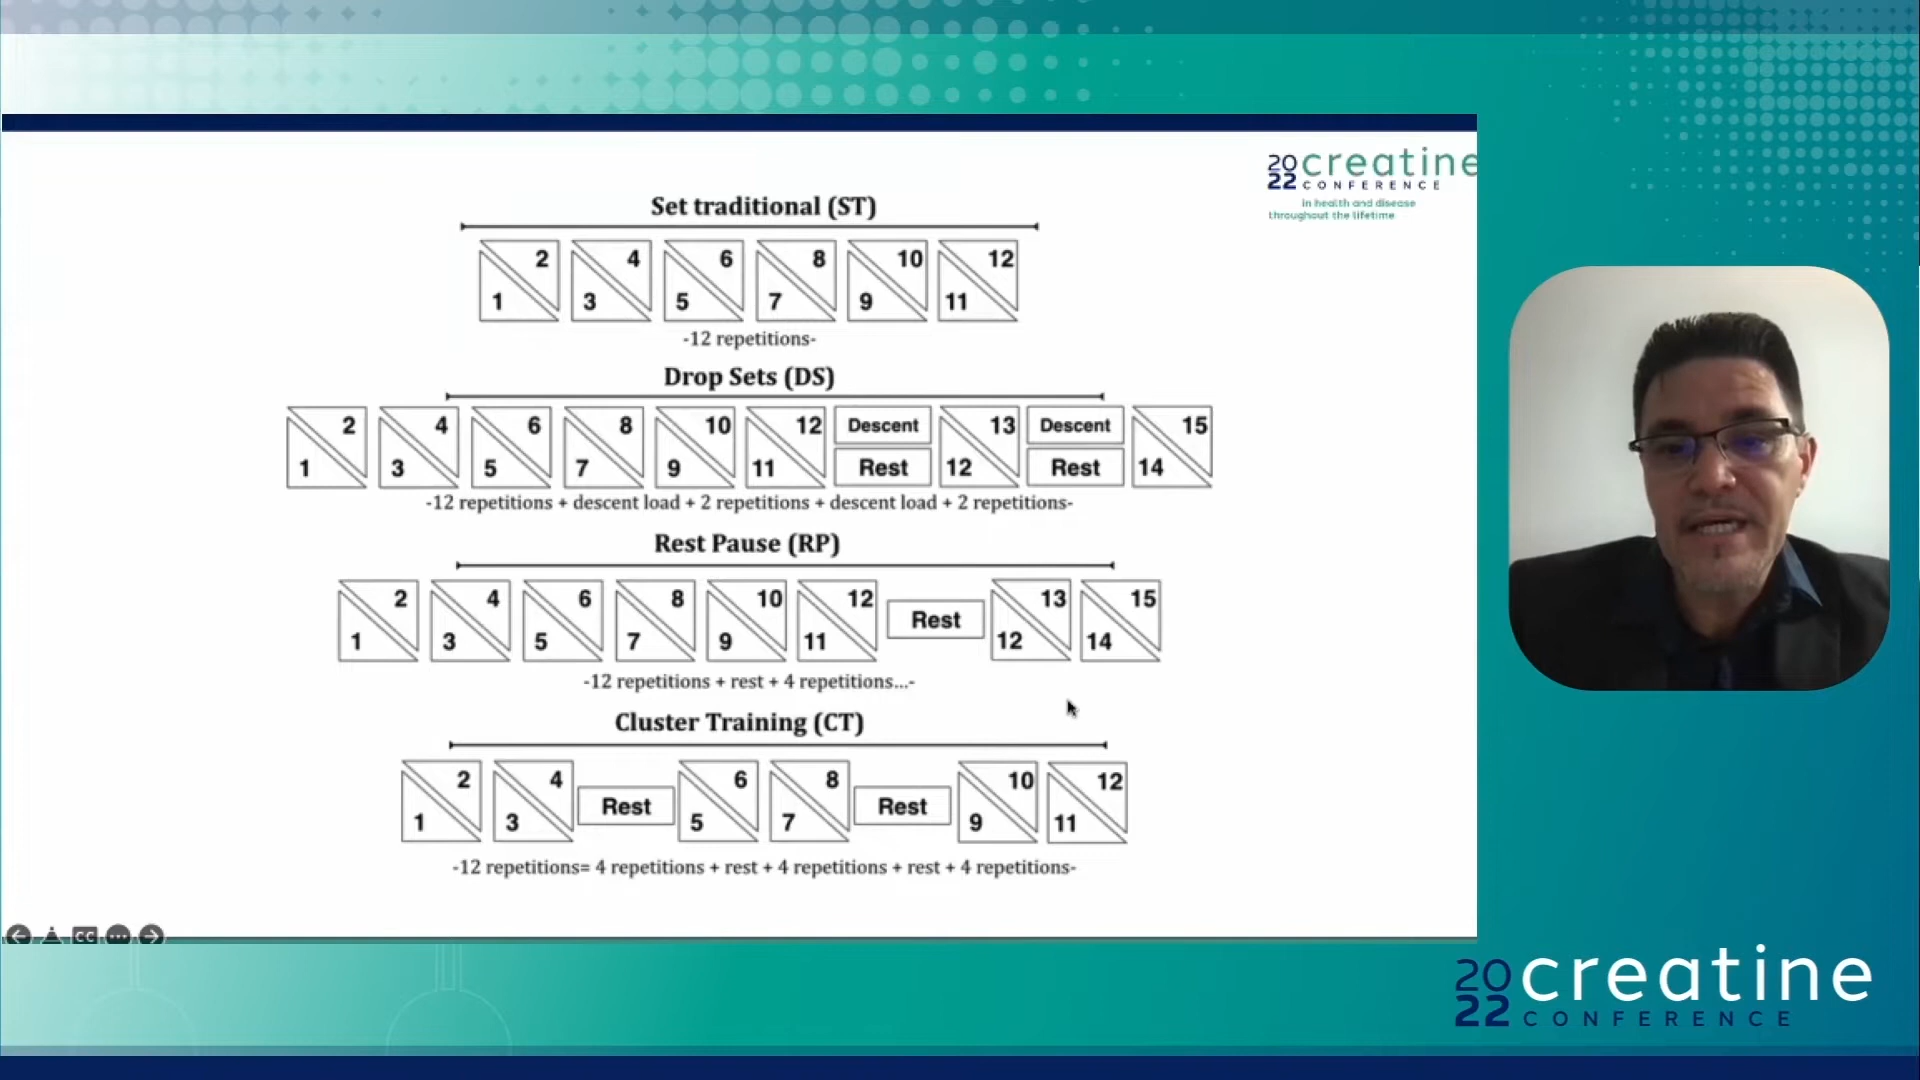 20 22 creatine
CONFERENCE
in health and disease
throughout the lifetime
Set traditional (ST)
2 4 6 8 10 12
1 3 5 7 9 11
-12 repetitions-
Drop Sets (DS)
2 4 6 8 10 12 Descent 13 Descent 15
1 3 5 7 9 11 Rest 12 Rest 14
-12 repetitions + descent load + 2 repetitions + descent load + 2 repetitions-
Rest Pause (RP)
2 4 6 8 10 12 Rest 13 15
1 3 5 7 9 11 12 14
-12 repetitions + rest + 4 repetitions...-
Cluster Training (CT)
2 4 Rest 6 8 Rest 10 12
1 3 5 7 9 11
-12 repetitions= 4 repetitions + rest + 4 repetitions + rest + 4 repetitions-
CC
20 22 creatine
CONFERENCE